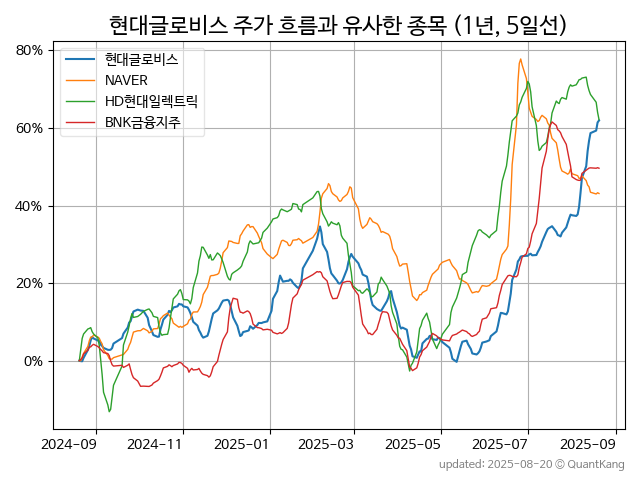 현대글로비스 주가 흐름과 유사한 종목 (1년, 5일선)
현대글로비스
NAVER
HD현대일렉트릭
BNK금융지주
80%
60%
40%
20%
0%
2024-09 2024-11 2025-01 2025-03 2025-05 2025-07 2025-09
updated: 2025-08-20 © QuantKang